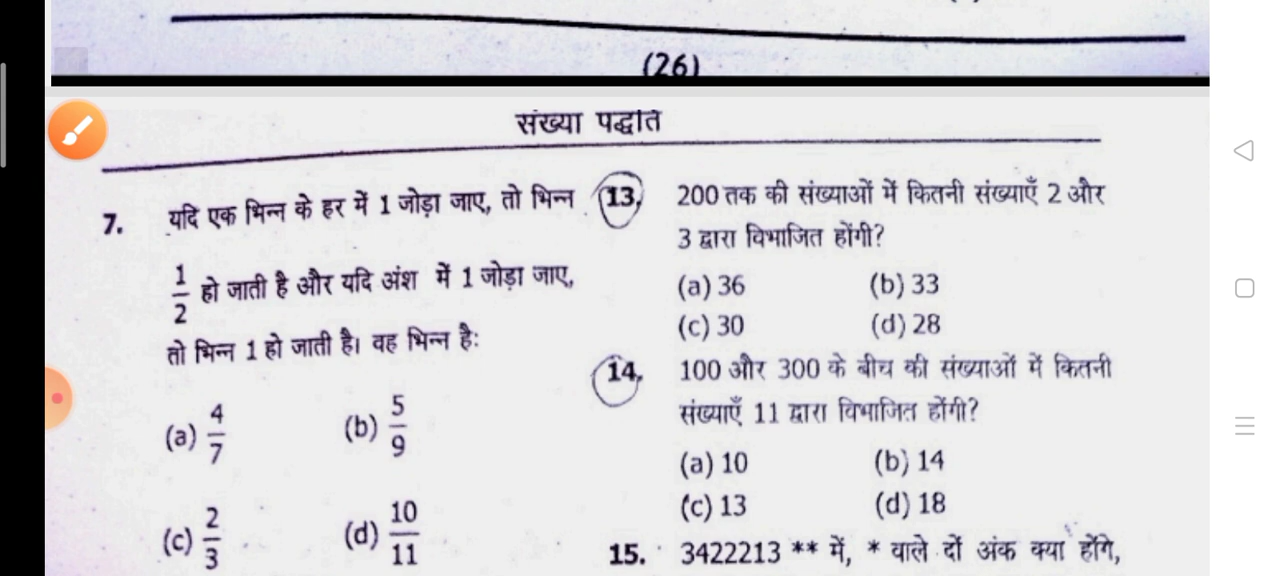 (26)
संख्या पद्धति
7. यदि एक भिन्न के हर में 1 जोड़ा जाए, तो भिन्न
1/2 हो जाती है और यदि अंश में 1 जोड़ा जाए,
तो भिन्न 1 हो जाती है। वह भिन्न है:
(a) 4/7 (b) 5/9
(c) 2/3 (d) 10/11
13. 200 तक की संख्याओं में कितनी संख्याएँ 2 और
3 द्वारा विभाजित होंगी?
(a) 36 (b) 33
(c) 30 (d) 28
14. 100 और 300 के बीच की संख्याओं में कितनी
संख्याएँ 11 द्वारा विभाजित होंगी?
(a) 10 (b) 14
(c) 13 (d) 18
15. 3422213 ** में, * वाले दों अंक क्या होंगे,